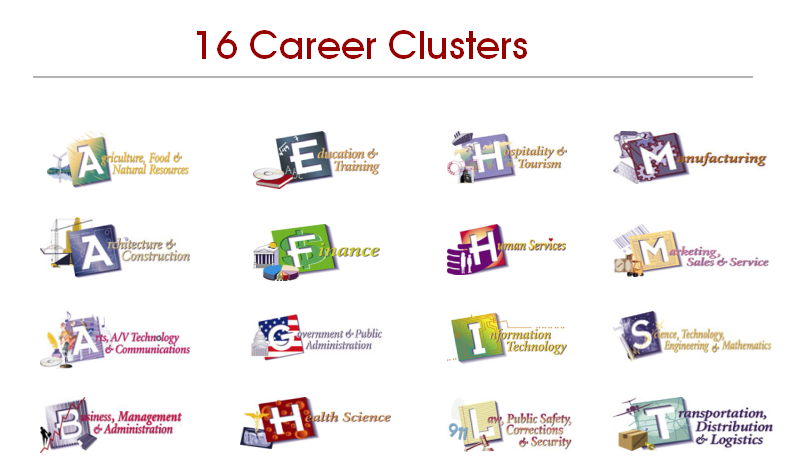 16 Career Clusters
Agriculture, Food &
Natural Resources
Education &
Training
ABC
Hospitality &
Tourism
Manufacturing
Architecture &
Construction
Finance
Human Services
Marketing,
Sales & Service
Arts, A/V Technology
& Communications
Government & Public
Administration
Information
Technology
Science, Technology,
Engineering & Mathematics
Business, Management
& Administration
Health Science
911
Law, Public Safety,
Corrections
& Security
Transportation,
Distribution
& Logistics